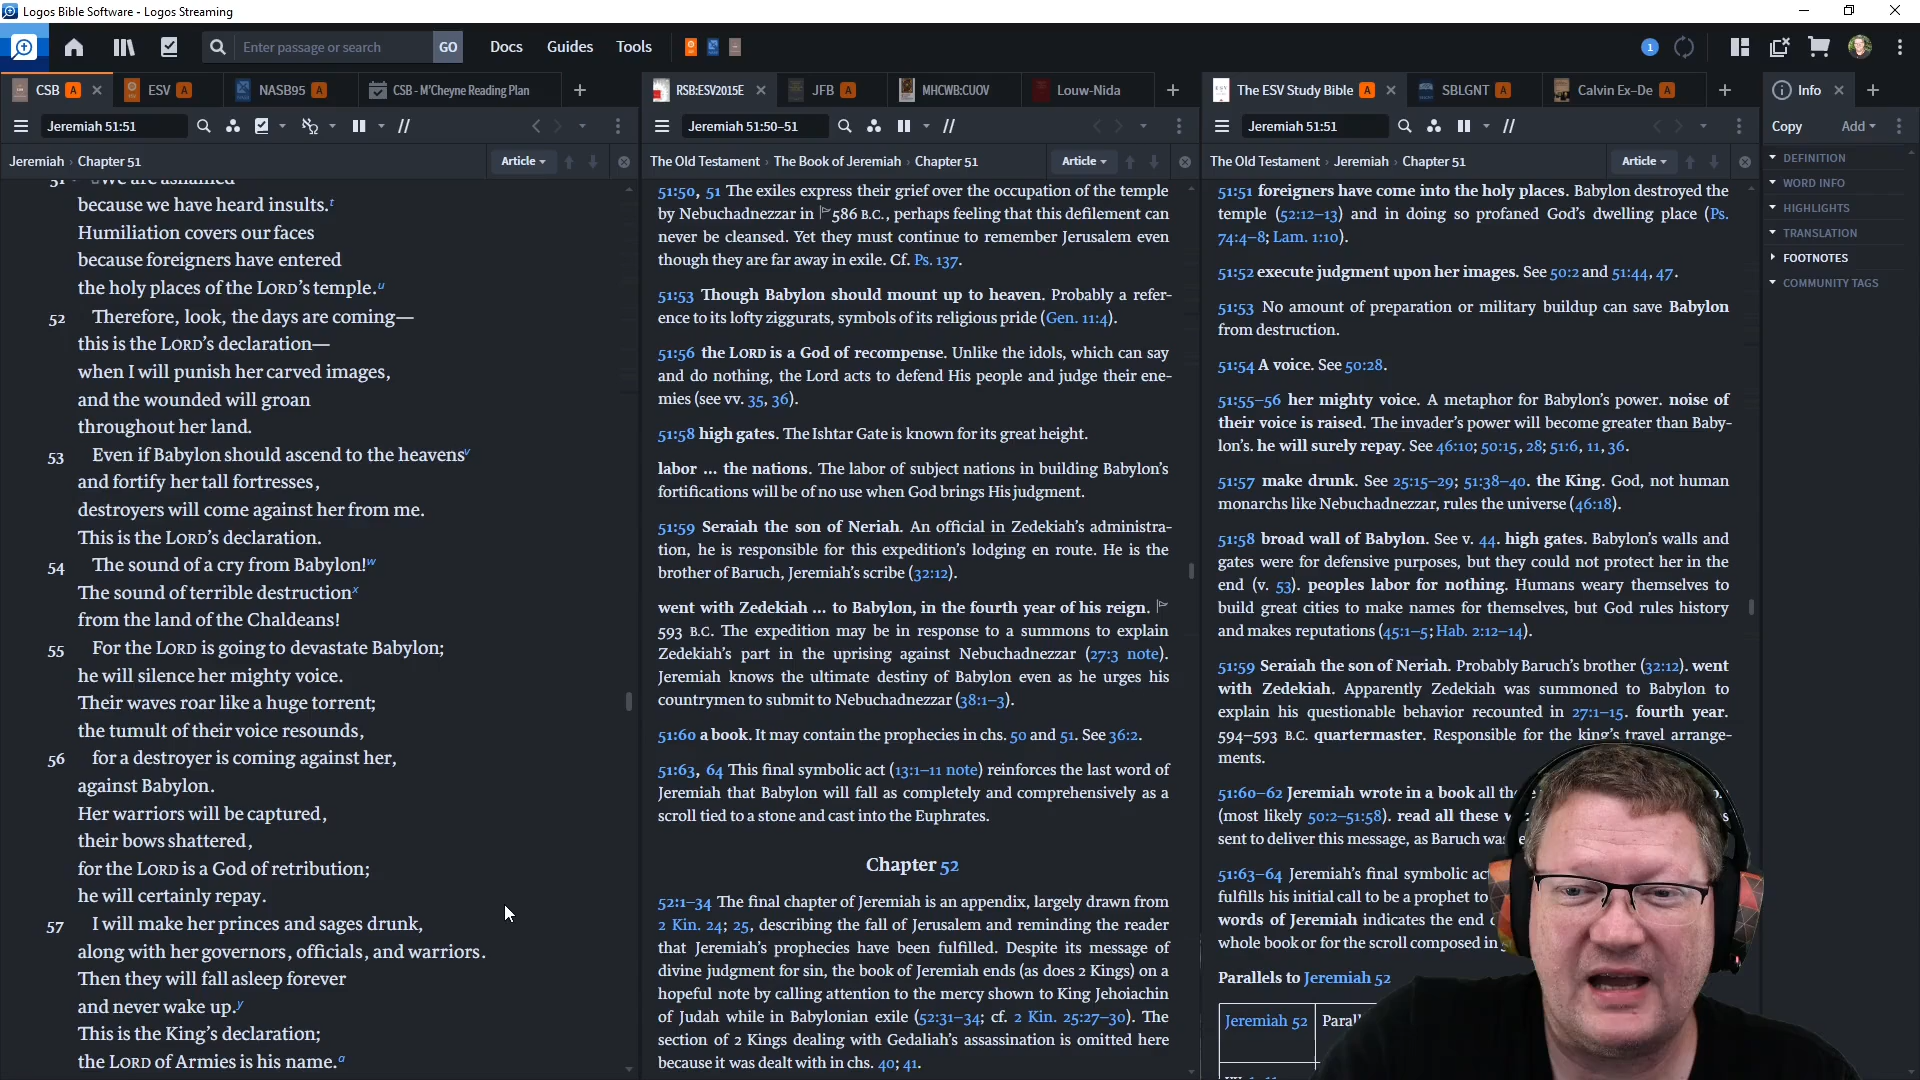 Logos Bible Software - Logos Streaming
Enter passage or search
GO
Docs
Guides
Tools
1
CSB A
ESV A
NASB95 A
CSB - M'Cheyne Reading Plan
RSB:ESV2015E
JFB A
MHCWB:CUOV
Louw-Nida
The ESV Study Bible A
SBLGNT A
Calvin Ex–De A
Info
Jeremiah 51:51
Jeremiah 51:50–51
Jeremiah 51:51
Copy
Add
Jeremiah › Chapter 51
Article
The Old Testament › The Book of Jeremiah › Chapter 51
Article
The Old Testament › Jeremiah › Chapter 51
Article
DEFINITION
WORD INFO
HIGHLIGHTS
TRANSLATION
FOOTNOTES
COMMUNITY TAGS
51 We are ashamed
because we have heard insults.t
Humiliation covers our faces
because foreigners have entered
the holy places of the LORD's temple.u
52 Therefore, look, the days are coming—
this is the LORD's declaration—
when I will punish her carved images,
and the wounded will groan
throughout her land.
53 Even if Babylon should ascend to the heavensv
and fortify her tall fortresses,
destroyers will come against her from me.
This is the LORD's declaration.
54 The sound of a cry from Babylon!w
The sound of terrible destructionx
from the land of the Chaldeans!
55 For the LORD is going to devastate Babylon;
he will silence her mighty voice.
Their waves roar like a huge torrent;
the tumult of their voice resounds,
56 for a destroyer is coming against her,
against Babylon.
Her warriors will be captured,
their bows shattered,
for the LORD is a God of retribution;
he will certainly repay.
57 I will make her princes and sages drunk,
along with her governors, officials, and warriors.
Then they will fall asleep forever
and never wake up.y
This is the King's declaration;
the LORD of Armies is his name.a
51:50, 51 The exiles express their grief over the occupation of the temple
by Nebuchadnezzar in 586 B.C., perhaps feeling that this defilement can
never be cleansed. Yet they must continue to remember Jerusalem even
though they are far away in exile. Cf. Ps. 137.
51:53 Though Babylon should mount up to heaven. Probably a refer-
ence to its lofty ziggurats, symbols of its religious pride (Gen. 11:4).
51:56 the LORD is a God of recompense. Unlike the idols, which can say
and do nothing, the Lord acts to defend His people and judge their ene-
mies (see vv. 35, 36).
51:58 high gates. The Ishtar Gate is known for its great height.
labor ... the nations. The labor of subject nations in building Babylon's
fortifications will be of no use when God brings His judgment.
51:59 Seraiah the son of Neriah. An official in Zedekiah's administra-
tion, he is responsible for this expedition's lodging en route. He is the
brother of Baruch, Jeremiah's scribe (32:12).
went with Zedekiah ... to Babylon, in the fourth year of his reign.
593 B.C. The expedition may be in response to a summons to explain
Zedekiah's part in the uprising against Nebuchadnezzar (27:3 note).
Jeremiah knows the ultimate destiny of Babylon even as he urges his
countrymen to submit to Nebuchadnezzar (38:1–3).
51:60 a book. It may contain the prophecies in chs. 50 and 51. See 36:2.
51:63, 64 This final symbolic act (13:1–11 note) reinforces the last word of
Jeremiah that Babylon will fall as completely and comprehensively as a
scroll tied to a stone and cast into the Euphrates.
Chapter 52
52:1–34 The final chapter of Jeremiah is an appendix, largely drawn from
2 Kin. 24; 25, describing the fall of Jerusalem and reminding the reader
that Jeremiah's prophecies have been fulfilled. Despite its message of
divine judgment for sin, the book of Jeremiah ends (as does 2 Kings) on a
hopeful note by calling attention to the mercy shown to King Jehoiachin
of Judah while in Babylonian exile (52:31–34; cf. 2 Kin. 25:27–30). The
section of 2 Kings dealing with Gedaliah's assassination is omitted here
because it was dealt with in chs. 40; 41.
51:51 foreigners have come into the holy places. Babylon destroyed the
temple (52:12–13) and in doing so profaned God's dwelling place (Ps.
74:4–8; Lam. 1:10).
51:52 execute judgment upon her images. See 50:2 and 51:44, 47.
51:53 No amount of preparation or military buildup can save Babylon
from destruction.
51:54 A voice. See 50:28.
51:55–56 her mighty voice. A metaphor for Babylon's power. noise of
their voice is raised. The invader's power will become greater than Baby-
lon's. he will surely repay. See 46:10; 50:15, 28; 51:6, 11, 36.
51:57 make drunk. See 25:15–29; 51:38–40. the King. God, not human
monarchs like Nebuchadnezzar, rules the universe (46:18).
51:58 broad wall of Babylon. See v. 44. high gates. Babylon's walls and
gates were for defensive purposes, but they could not protect her in the
end (v. 53). peoples labor for nothing. Humans weary themselves to
build great cities to make names for themselves, but God rules history
and makes reputations (45:1–5; Hab. 2:12–14).
51:59 Seraiah the son of Neriah. Probably Baruch's brother (32:12). went
with Zedekiah. Apparently Zedekiah was summoned to Babylon to
explain his questionable behavior recounted in 27:1–15. fourth year.
594–593 B.C. quartermaster. Responsible for the king's travel arrange-
ments.
51:60–62 Jeremiah wrote in a book all
(most likely 50:2–51:58). read all these
sent to deliver this message, as Baruch
51:63–64 Jeremiah's final symbolic
fulfills his initial call to be a prophet to
words of Jeremiah indicates the end
whole book or for the scroll composed in
Parallels to Jeremiah 52
Jeremiah 52